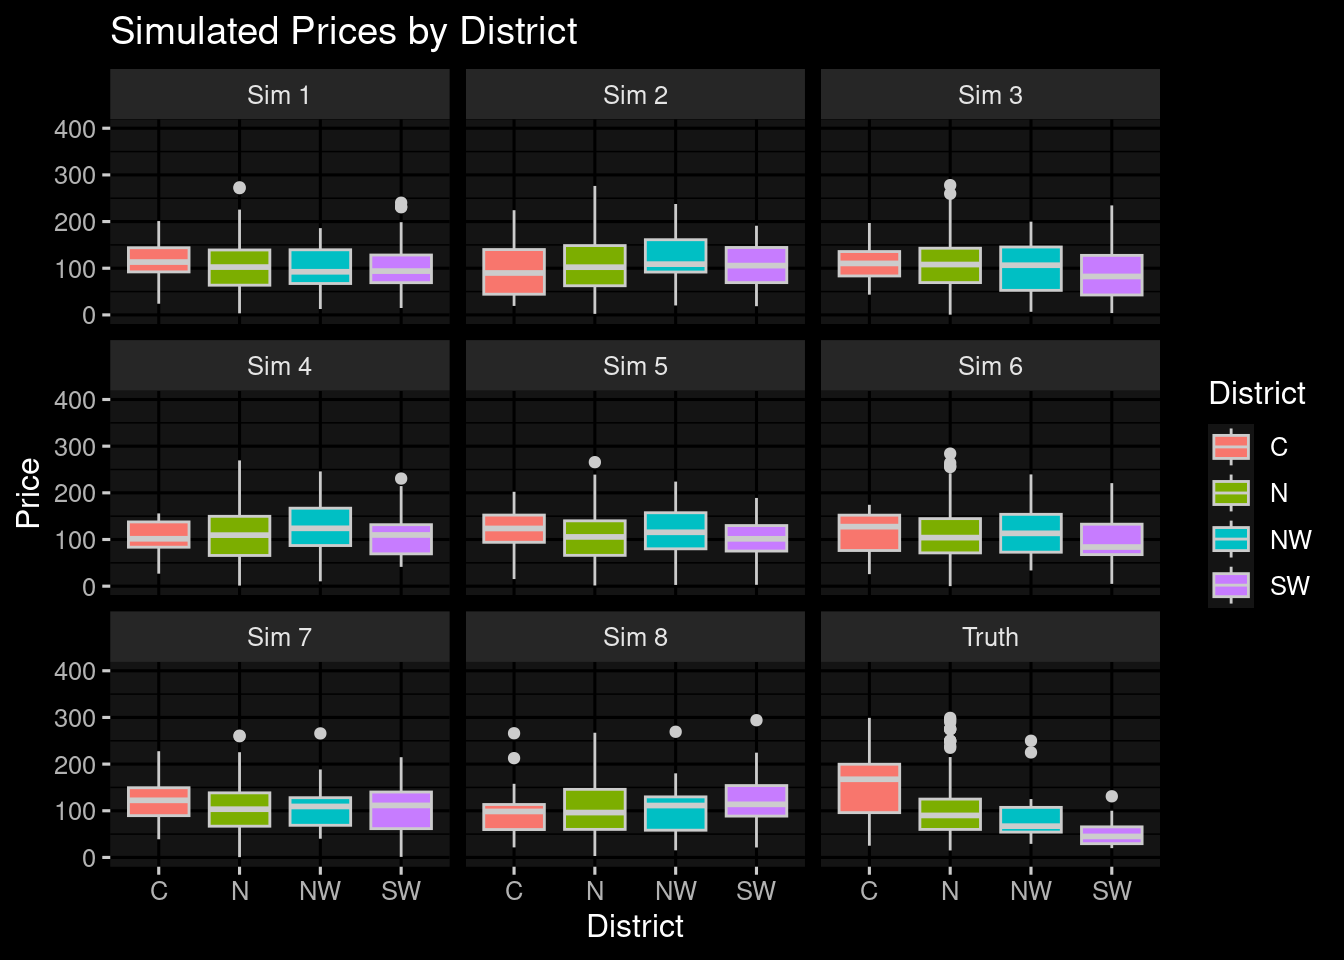 Simulated Prices by District
Sim 1 Sim 2 Sim 3
400
300
200
100
0
Sim 4 Sim 5 Sim 6
400
300
200
100
0
Sim 7 Sim 8 Truth
400
300
200
100
0
C N NW SW C N NW SW C N NW SW
District
Price
District
C
N
NW
SW